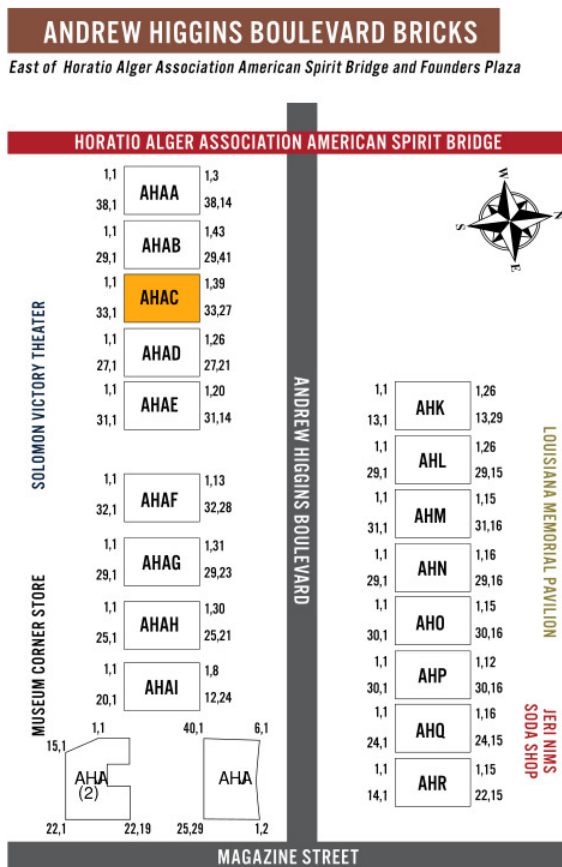 ANDREW HIGGINS BOULEVARD BRICKS
East of Horatio Alger Association American Spirit Bridge and Founders Plaza
HORATIO ALGER ASSOCIATION AMERICAN SPIRIT BRIDGE
W
N
S
E
1,1 AHAA 1,3
38,1 38,14
1,1 AHAB 1,43
29,1 29,41
1,1 AHAC 1,39
33,1 33,27
1,1 AHAD 1,26
27,1 27,21
1,1 AHAE 1,20
31,1 31,14
1,1 AHAF 1,13
32,1 32,28
1,1 AHAG 1,31
29,1 29,23
1,1 AHAH 1,30
25,1 25,21
1,1 AHAI 1,8
20,1 12,24
1,1
15,1
AHA
(2)
22,1 22,19
40,1 6,1
AHA
25,29 1,2
SOLOMON VICTORY THEATER
MUSEUM CORNER STORE
ANDREW HIGGINS BOULEVARD
1,1 AHK 1,26
13,1 13,29
1,1 AHL 1,26
29,1 29,15
1,1 AHM 1,15
31,1 31,16
1,1 AHN 1,16
29,1 29,16
1,1 AHO 1,15
30,1 30,16
1,1 AHP 1,12
30,1 30,16
1,1 AHQ 1,16
24,1 24,15
1,1 AHR 1,15
14,1 22,15
LOUISIANA MEMORIAL PAVILION
JERI NIMS
SODA SHOP
MAGAZINE STREET